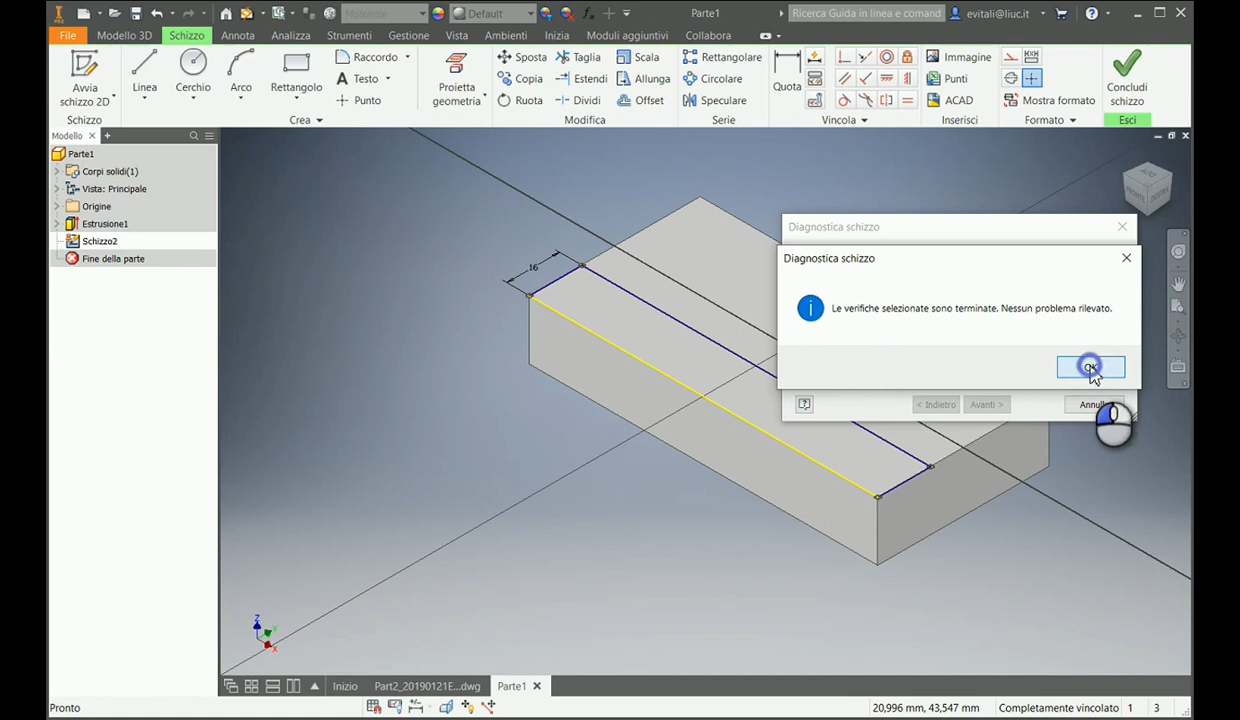 Materiale
Default
Parte1
Ricerca Guida in linea e comand
evitali@liuc.it
File
Modello 3D
Schizzo
Annota
Analizza
Strumenti
Gestione
Vista
Ambienti
Inizia
Moduli aggiuntivi
Collabora
Avvia
schizzo 2D
Linea
Cerchio
Arco
Rettangolo
Raccordo
Testo
Punto
Proietta
geometria
Sposta
Copia
Ruota
Taglia
Estendi
Dividi
Scala
Allunga
Offset
Rettangolare
Circolare
Speculare
Quota
Immagine
Punti
ACAD
Mostra formato
Concludi
schizzo
Schizzo
Crea
Modifica
Serie
Vincola
Inserisci
Formato
Esci
Modello
Parte1
Corpi solidi(1)
Vista: Principale
Origine
Estrusione1
Schizzo2
Fine della parte
16
Diagnostica schizzo
Diagnostica schizzo
Le verifiche selezionate sono terminate. Nessun problema rilevato.
OK
< Indietro
Avanti >
Annulla
Z
Y
X
Inizio
Part2_20190121E...dwg
Parte1
Pronto
20,996 mm, 43,547 mm
Completamente vincolato
1
3